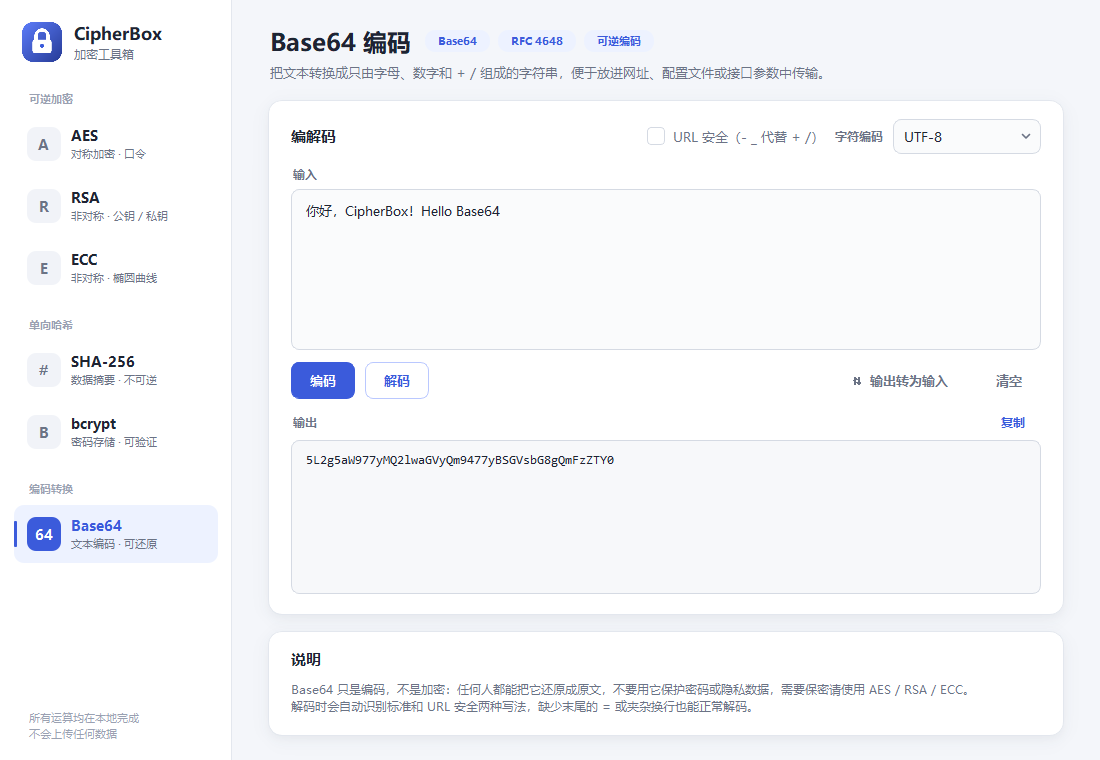 CipherBox
加密工具箱
可逆加密
A
AES
对称加密 · 口令
R
RSA
非对称 · 公钥 / 私钥
E
ECC
非对称 · 椭圆曲线
单向哈希
#
SHA-256
数据摘要 · 不可逆
B
bcrypt
密码存储 · 可验证
编码转换
64
Base64
文本编码 · 可还原
所有运算均在本地完成
不会上传任何数据
Base64 编码 Base64 RFC 4648 可逆编码
把文本转换成只由字母、数字和 + / 组成的字符串，便于放进网址、配置文件或接口参数中传输。
编解码 URL 安全（- _ 代替 + /） 字符编码 UTF-8
输入
你好，CipherBox！Hello Base64
编码 解码 ⇅ 输出转为输入 清空
输出 复制
5L2g5aW977yMQ2lwaGVyQm9477yBSGVsbG8gQmFzZTY0
说明
Base64 只是编码，不是加密：任何人都能把它还原成原文，不要用它保护密码或隐私数据，需要保密请使用 AES / RSA / ECC。
解码时会自动识别标准和 URL 安全两种写法，缺少末尾的 = 或夹杂换行也能正常解码。